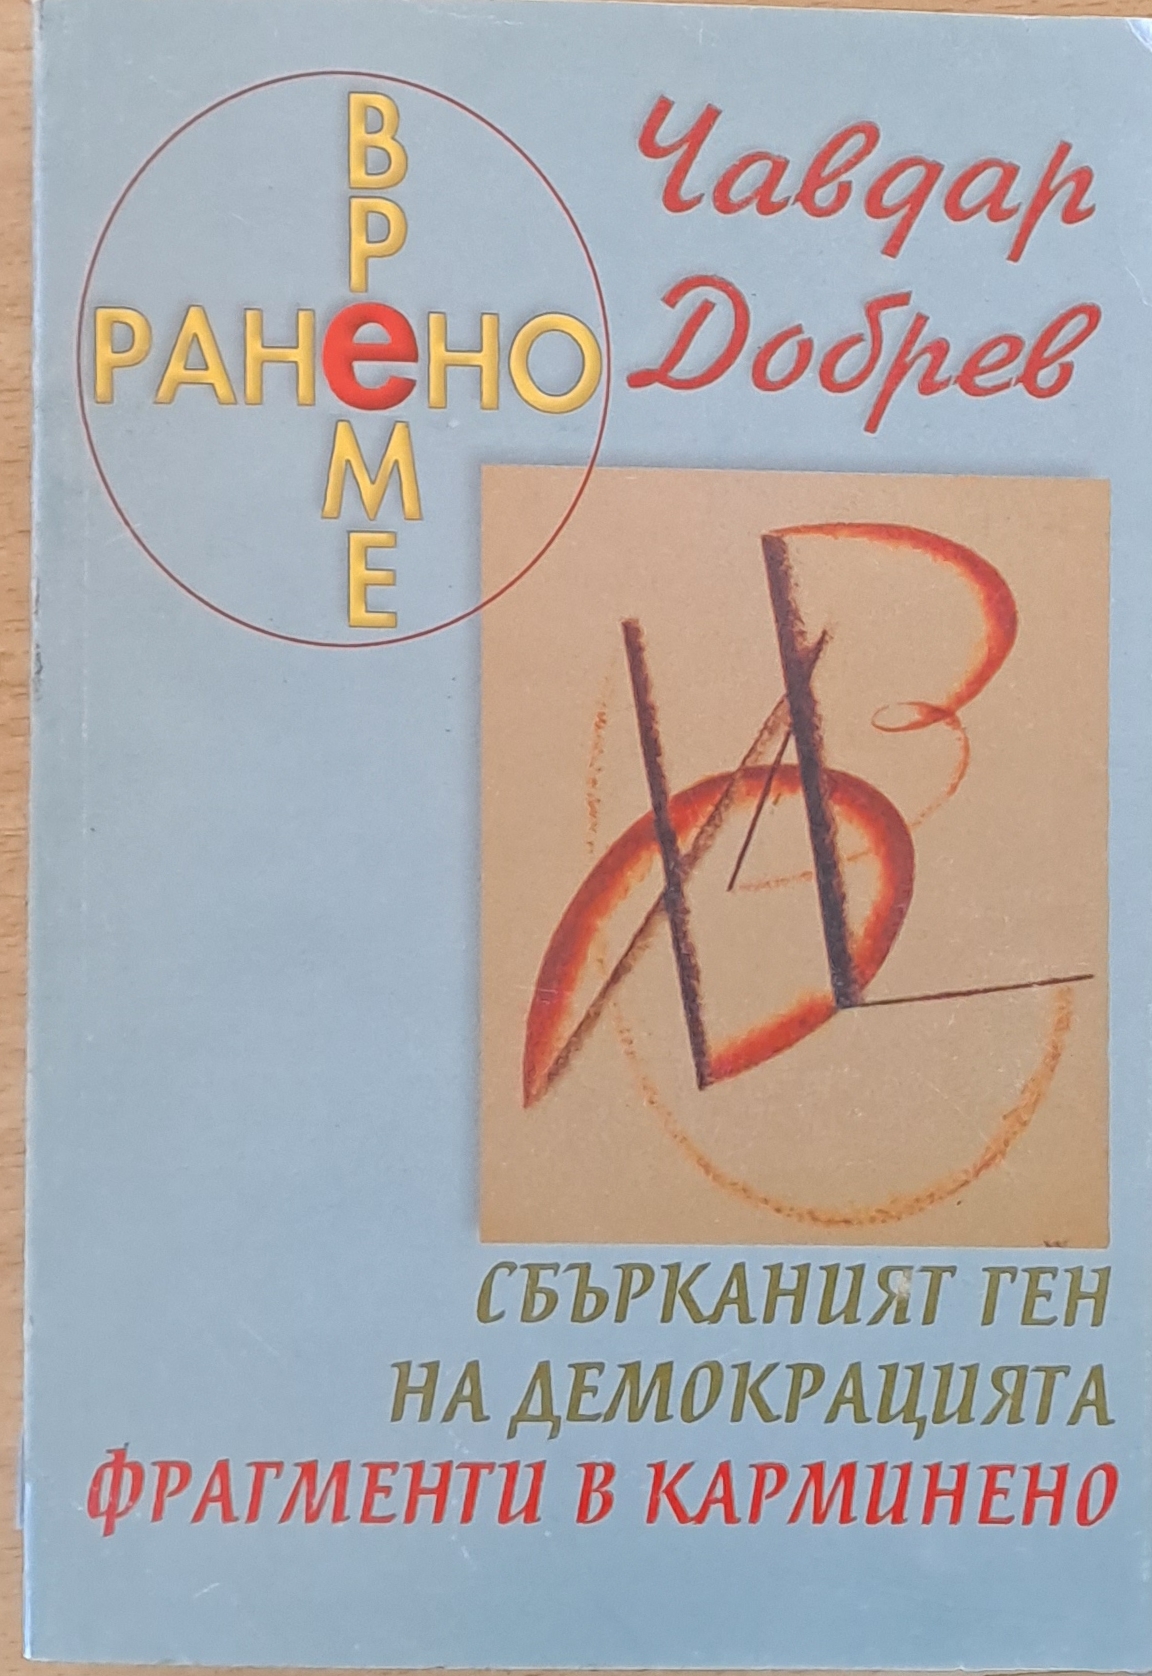 РАНЕНО
ВРЕМЕ
Чавдар
Добрев
СБЪРКАНИЯТ ГЕН
НА ДЕМОКРАЦИЯТА
ФРАГМЕНТИ В КАРМИНЕНО